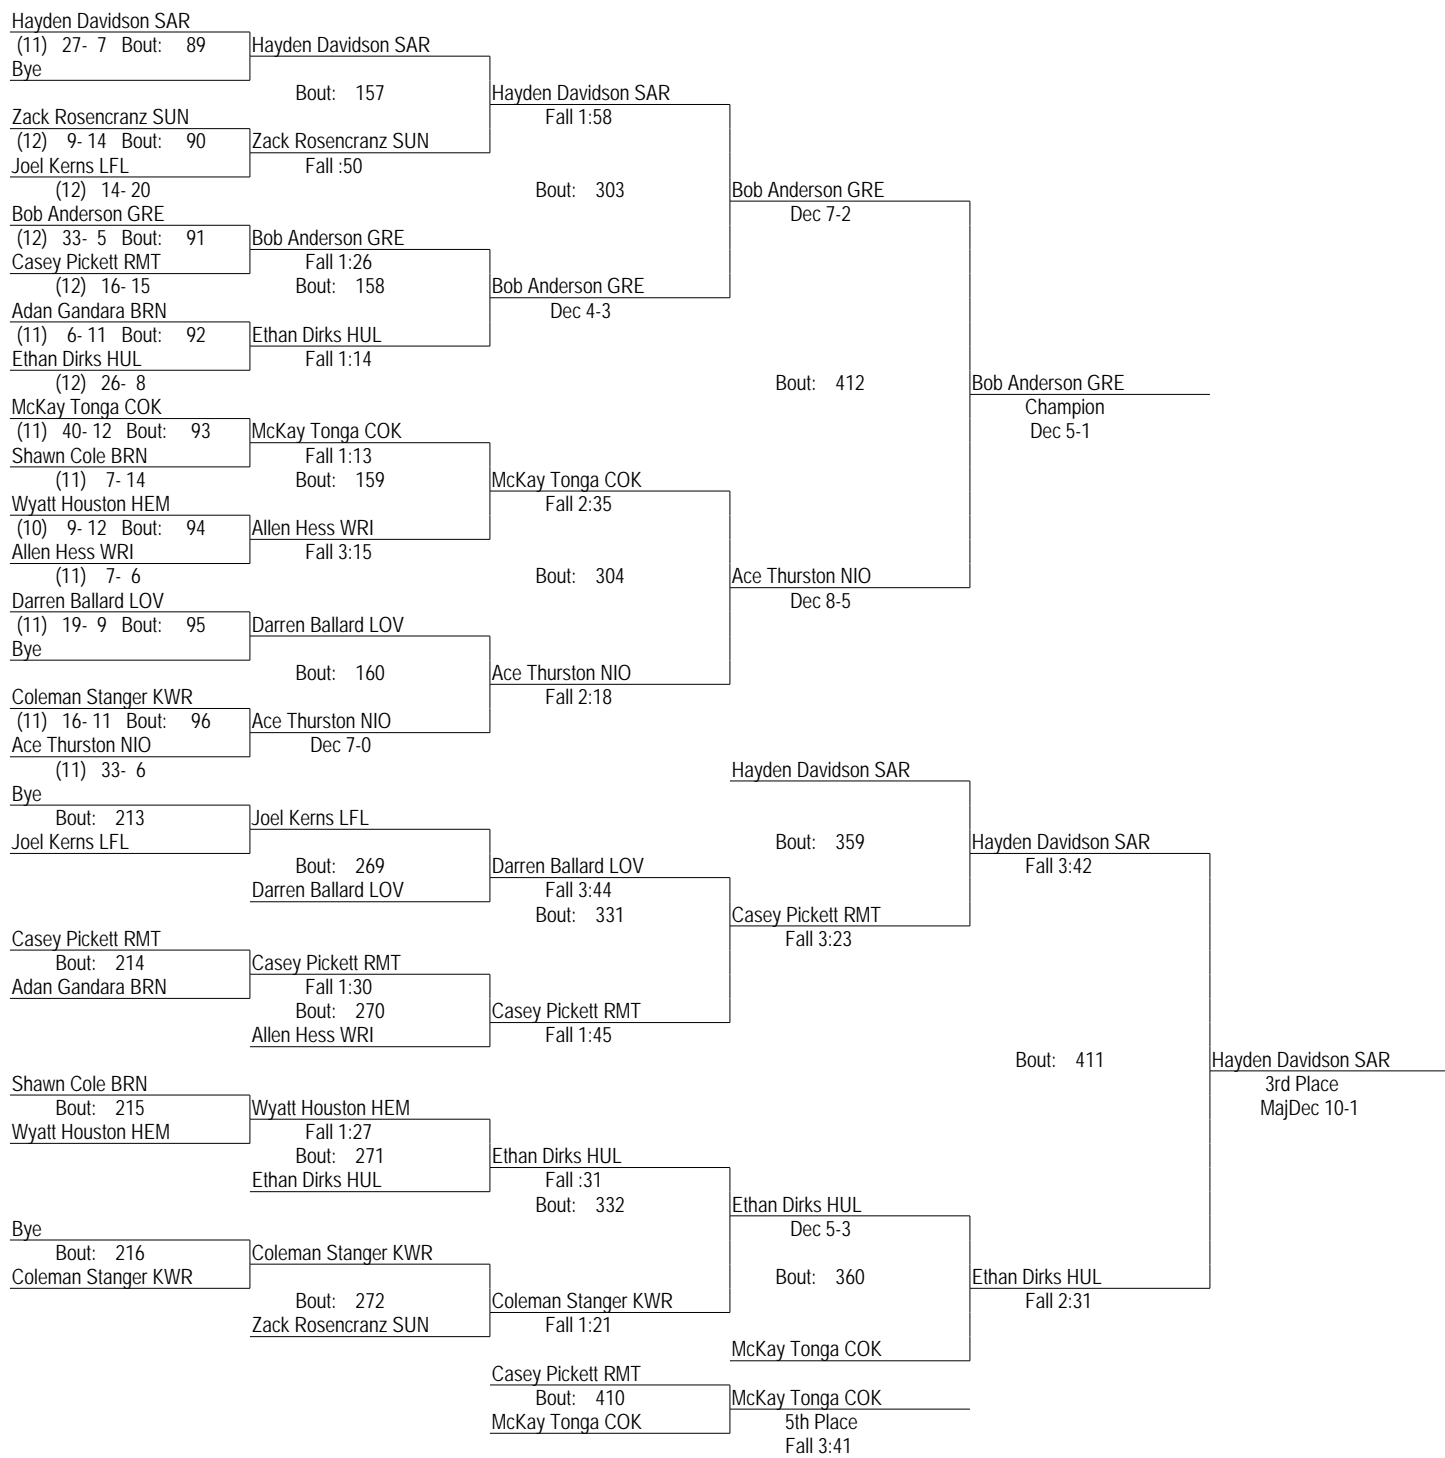 Hayden Davidson SAR
(11) 27- 7 Bout: 89 Hayden Davidson SAR
Bye
Bout: 157 Hayden Davidson SAR
Zack Rosencranz SUN Fall 1:58
(12) 9- 14 Bout: 90 Zack Rosencranz SUN
Joel Kerns LFL Fall :50
(12) 14- 20 Bout: 303 Bob Anderson GRE
Bob Anderson GRE Dec 7-2
(12) 33- 5 Bout: 91 Bob Anderson GRE
Casey Pickett RMT Fall 1:26
(12) 16- 15 Bout: 158 Bob Anderson GRE
Adan Gandara BRN Dec 4-3
(11) 6- 11 Bout: 92 Ethan Dirks HUL
Ethan Dirks HUL Fall 1:14
(12) 26- 8 Bout: 412 Bob Anderson GRE
McKay Tonga COK Champion
(11) 40- 12 Bout: 93 McKay Tonga COK Dec 5-1
Shawn Cole BRN Fall 1:13
(11) 7- 14 Bout: 159 McKay Tonga COK
Wyatt Houston HEM Fall 2:35
(10) 9- 12 Bout: 94 Allen Hess WRI
Allen Hess WRI Fall 3:15
(11) 7- 6 Bout: 304 Ace Thurston NIO
Darren Ballard LOV Dec 8-5
(11) 19- 9 Bout: 95 Darren Ballard LOV
Bye
Bout: 160 Ace Thurston NIO
Coleman Stanger KWR Fall 2:18
(11) 16- 11 Bout: 96 Ace Thurston NIO
Ace Thurston NIO Dec 7-0
(11) 33- 6 Hayden Davidson SAR
Bye
Bout: 213 Joel Kerns LFL
Joel Kerns LFL Bout: 359 Hayden Davidson SAR
Bout: 269 Darren Ballard LOV Fall 3:42
Darren Ballard LOV Fall 3:44
Bout: 331 Casey Pickett RMT
Casey Pickett RMT Fall 3:23
Bout: 214 Casey Pickett RMT
Adan Gandara BRN Fall 1:30
Bout: 270 Casey Pickett RMT
Allen Hess WRI Fall 1:45
Bout: 411 Hayden Davidson SAR
Shawn Cole BRN 3rd Place
Bout: 215 Wyatt Houston HEM MajDec 10-1
Wyatt Houston HEM Fall 1:27
Bout: 271 Ethan Dirks HUL
Ethan Dirks HUL Fall :31
Bout: 332 Ethan Dirks HUL
Bye Dec 5-3
Bout: 216 Coleman Stanger KWR
Coleman Stanger KWR Bout: 360 Ethan Dirks HUL
Bout: 272 Coleman Stanger KWR Fall 2:31
Zack Rosencranz SUN Fall 1:21
McKay Tonga COK
Casey Pickett RMT
Bout: 410 McKay Tonga COK
McKay Tonga COK 5th Place
Fall 3:41